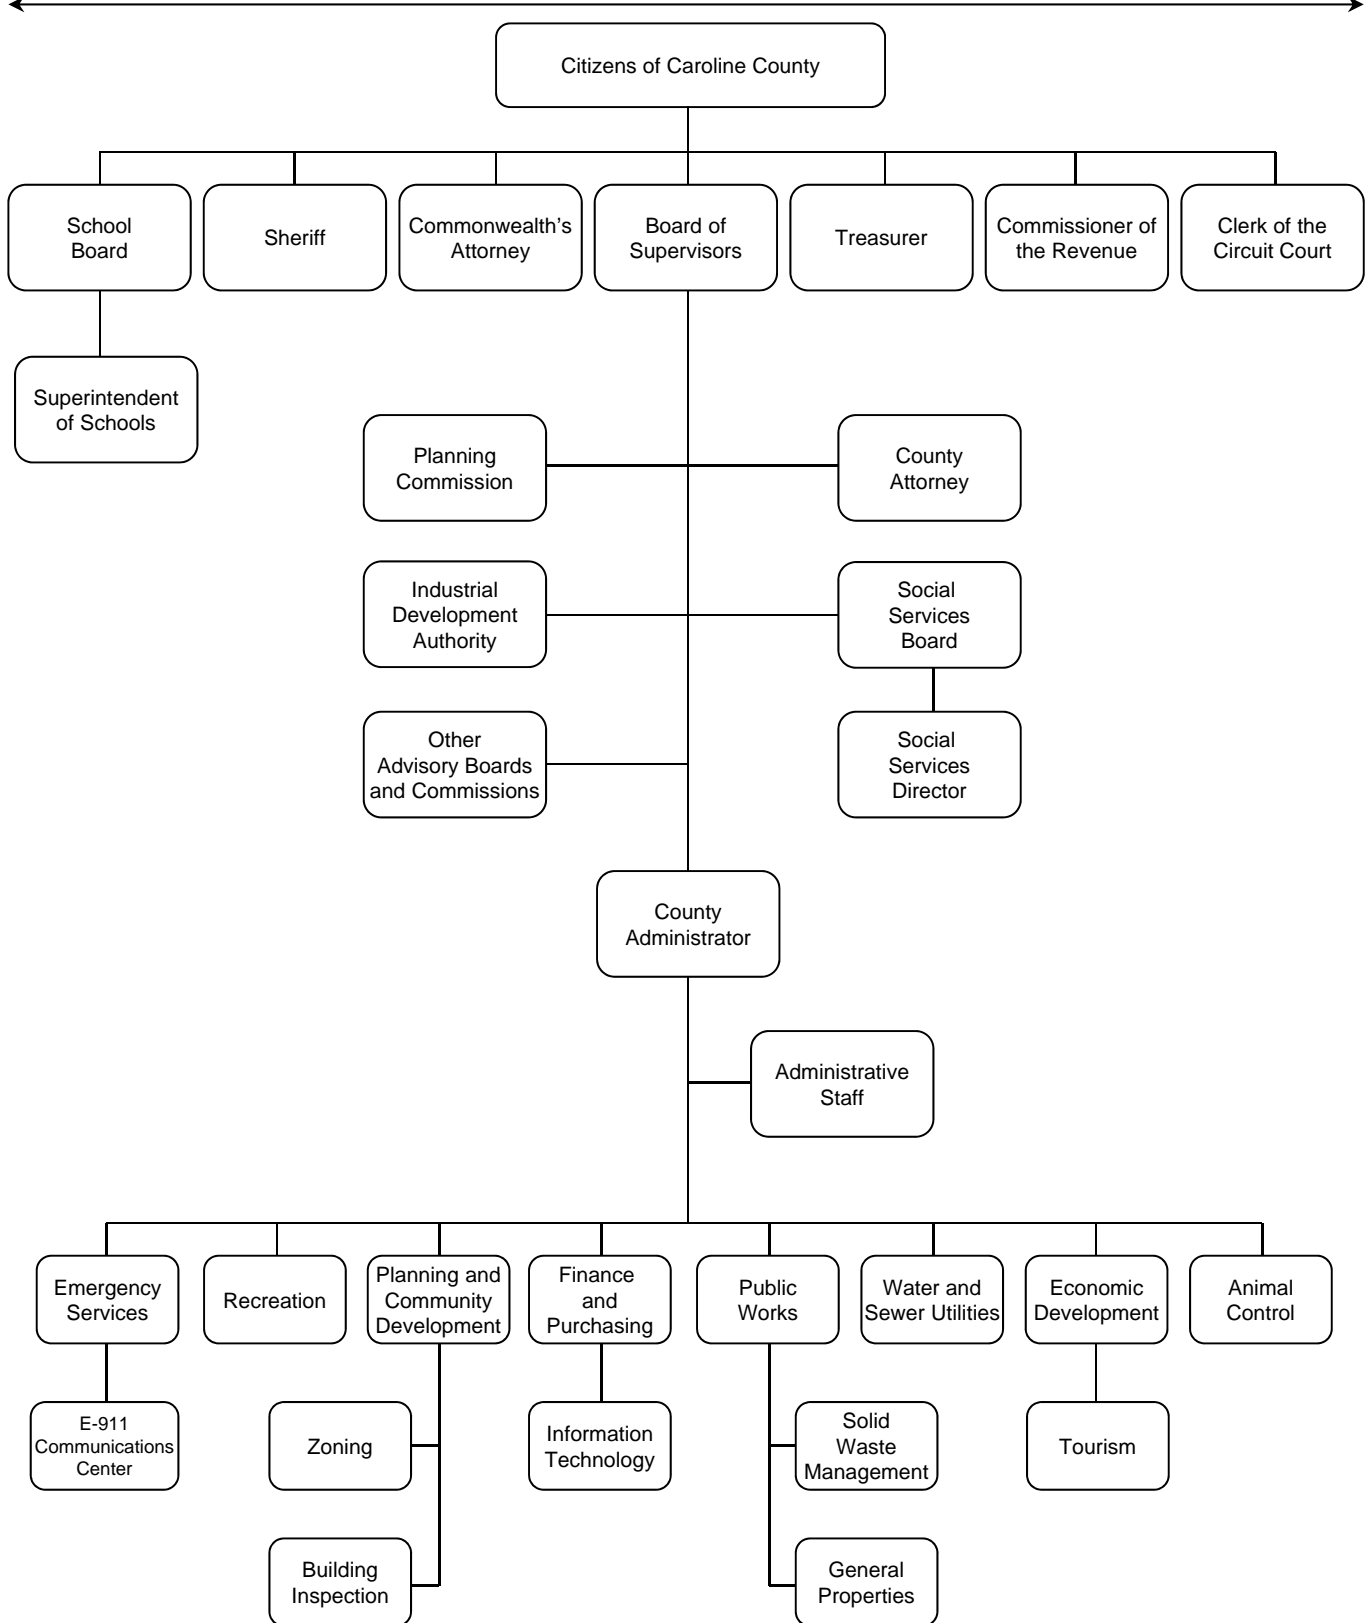 Citizens of Caroline County
School
Board
Sheriff
Commonwealth’s
Attorney
Board of
Supervisors
Treasurer
Commissioner of
the Revenue
Clerk of the
Circuit Court
Superintendent
of Schools
Planning
Commission
County
Attorney
Industrial
Development
Authority
Social
Services
Board
Other
Advisory Boards
and Commissions
Social
Services
Director
County
Administrator
Administrative
Staff
Emergency
Services
Recreation
Planning and
Community
Development
Finance
and
Purchasing
Public
Works
Water and
Sewer Utilities
Economic
Development
Animal
Control
E-911
Communications
Center
Zoning
Information
Technology
Solid
Waste
Management
Tourism
Building
Inspection
General
Properties